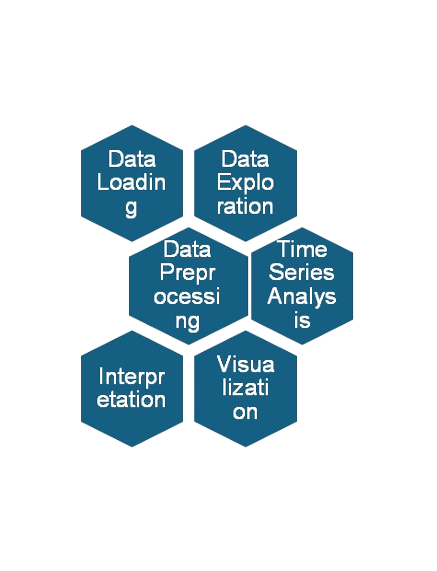 Data
Loadin
g
Data
Explo
ration
Data
Prepr
ocessi
ng
Time
Series
Analys
is
Interpr
etation
Visua
lizati
on